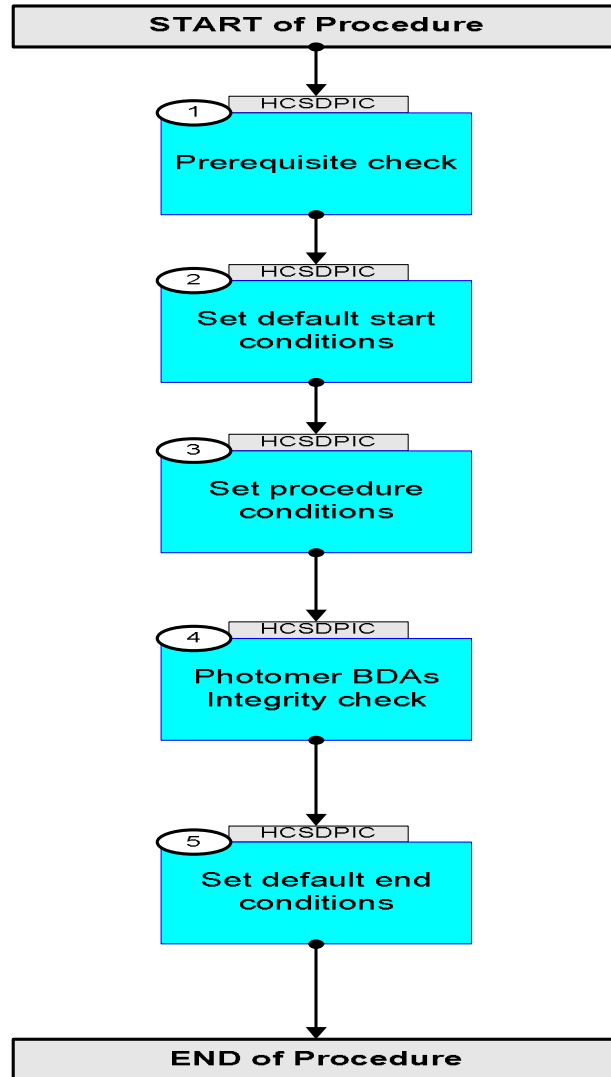 START of Procedure
HCSDPIC
1
Prerequisite check
HCSDPIC
2
Set default start
conditions
HCSDPIC
3
Set procedure
conditions
HCSDPIC
4
Photomer BDAs
Integrity check
HCSDPIC
5
Set default end
conditions
END of Procedure